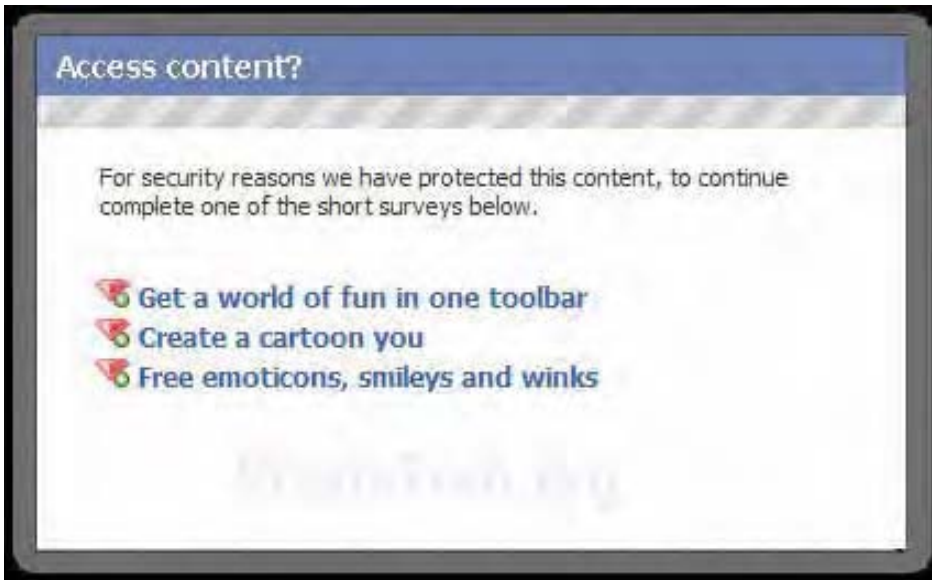 Access content?
For security reasons we have protected this content, to continue
complete one of the short surveys below.
Get a world of fun in one toolbar
Create a cartoon you
Free emoticons, smileys and winks